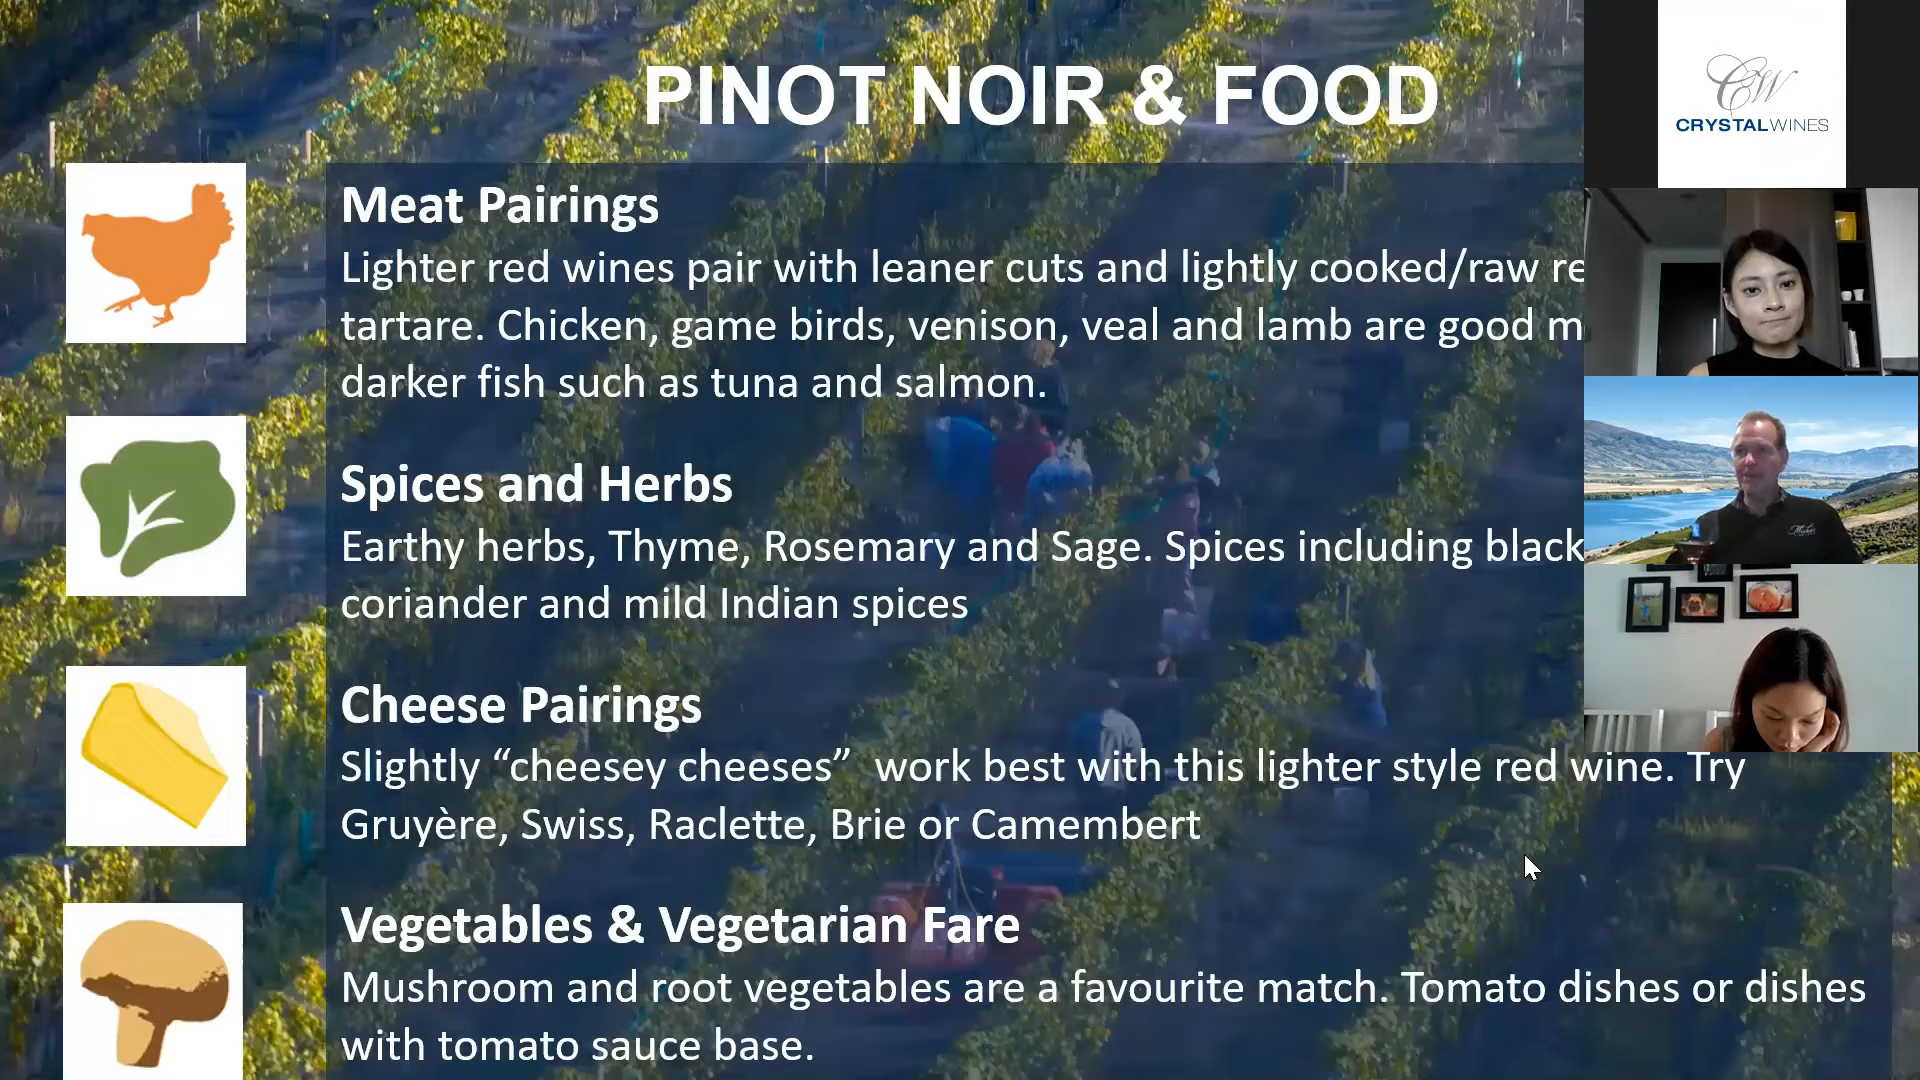 PINOT NOIR & FOOD
CW
CRYSTALWINES
Meat Pairings
Lighter red wines pair with leaner cuts and lightly cooked/raw
tartare. Chicken, game birds, venison, veal and lamb are good
darker fish such as tuna and salmon.
Spices and Herbs
Earthy herbs, Thyme, Rosemary and Sage. Spices including black
coriander and mild Indian spices
Cheese Pairings
Slightly “cheesey cheeses” work best with this lighter style red wine. Try
Gruyère, Swiss, Raclette, Brie or Camembert
Vegetables & Vegetarian Fare
Mushroom and root vegetables are a favourite match. Tomato dishes or dishes
with tomato sauce base.